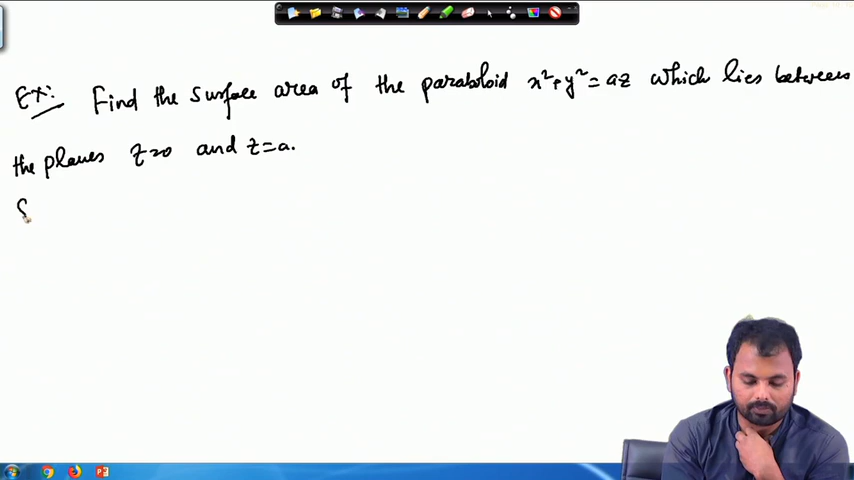 Ex: Find the surface area of the paraboloid x²+y²=az which lies between
the planes z=0 and z=a.
S